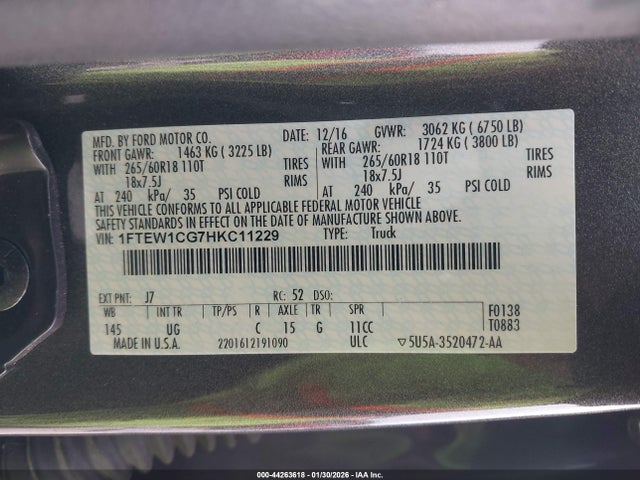 MFD. BY FORD MOTOR CO. DATE: 12/16 GVWR: 3062 KG ( 6750 LB)
FRONT GAWR: 1463 KG ( 3225 LB) REAR GAWR: 1724 KG ( 3800 LB)
WITH 265/60R18 110T TIRES WITH 265/60R18 110T TIRES
18x7.5J RIMS 18x7.5J RIMS
AT 240 kPa/ 35 PSI COLD AT 240 kPa/ 35 PSI COLD
THIS VEHICLE CONFORMS TO ALL APPLICABLE FEDERAL MOTOR VEHICLE
SAFETY STANDARDS IN EFFECT ON THE DATE OF MANUFACTURE SHOWN ABOVE.
VIN: 1FTEW1CG7HKC11229 TYPE: Truck
EXT PNT: J7 RC: 52 DSO:
WB INT TR TP/PS R AXLE TR SPR F0138
145 UG C 15 G 11CC T0883
MADE IN U.S.A. 2201612191090 ULC ▽5U5A-3520472-AA
000-44263618 | 01/30/2026 - IAA Inc.